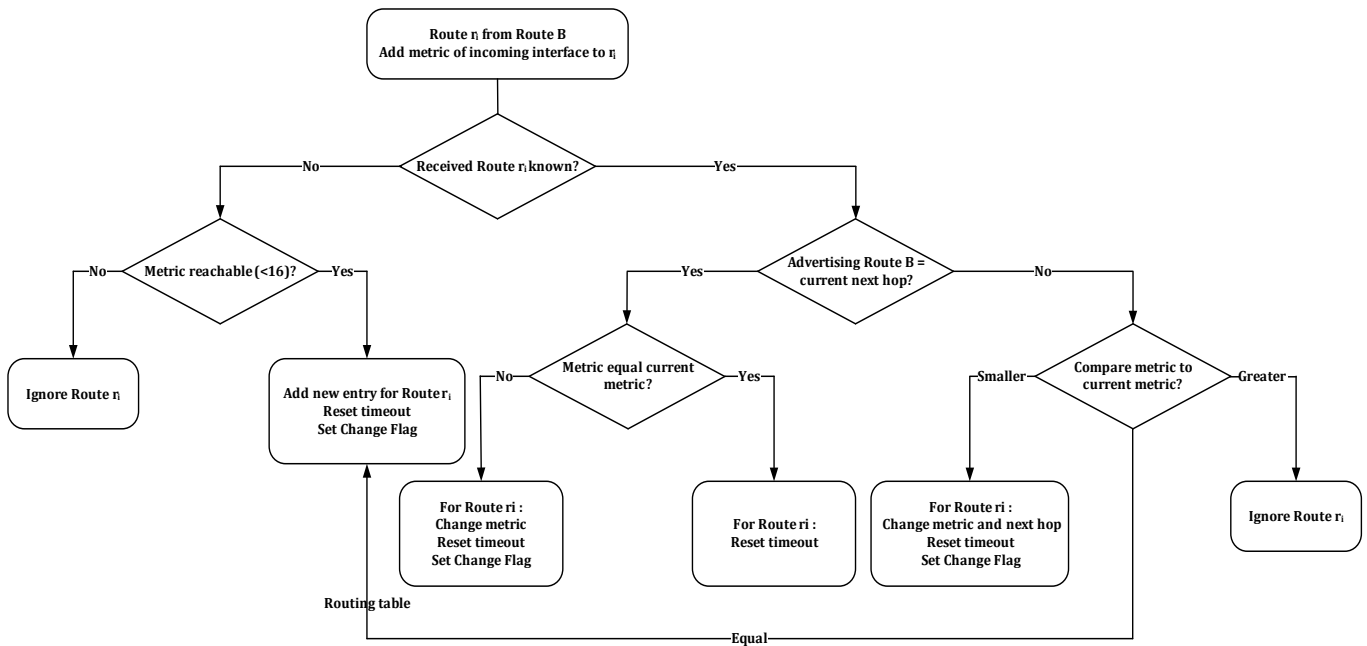 Route rᵢ from Route B
Add metric of incoming interface to rᵢ
Received Route rᵢ known?
No
Yes
Metric reachable (<16)?
No
Yes
Advertising Route B =
current next hop?
Yes
No
Ignore Route rᵢ
Add new entry for Route rᵢ
Reset timeout
Set Change Flag
Metric equal current
metric?
No
Yes
Compare metric to
current metric?
Smaller
Greater
For Route ri :
Change metric
Reset timeout
Set Change Flag
For Route ri :
Reset timeout
For Route ri :
Change metric and next hop
Reset timeout
Set Change Flag
Ignore Route rᵢ
Routing table
Equal